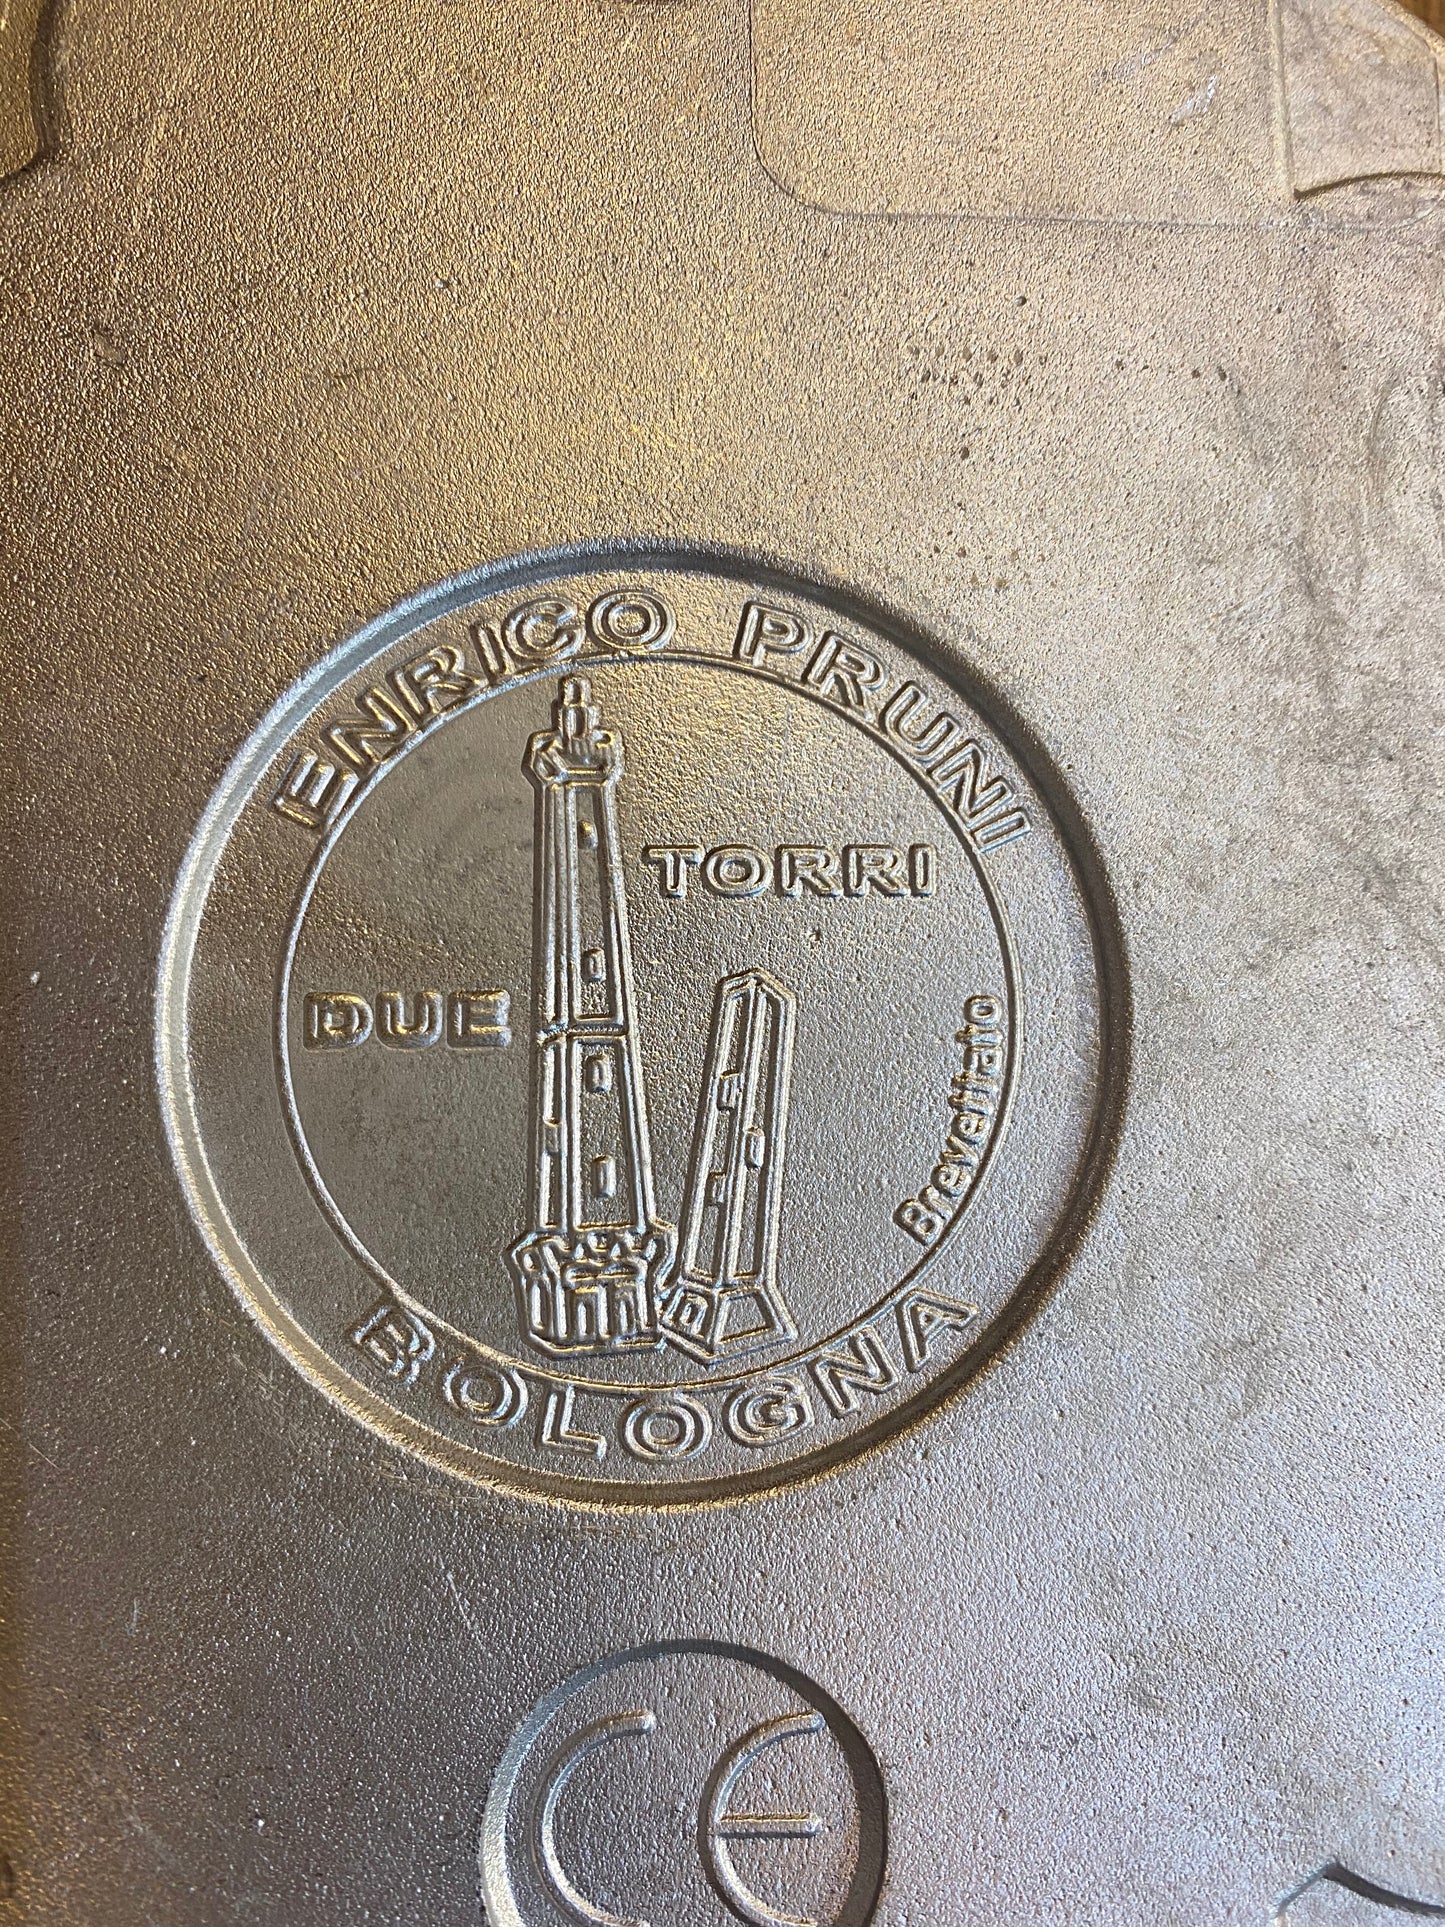 ENRICO PRUNI
TORRI
DUE
Brevettato
BOLOGNA
CE